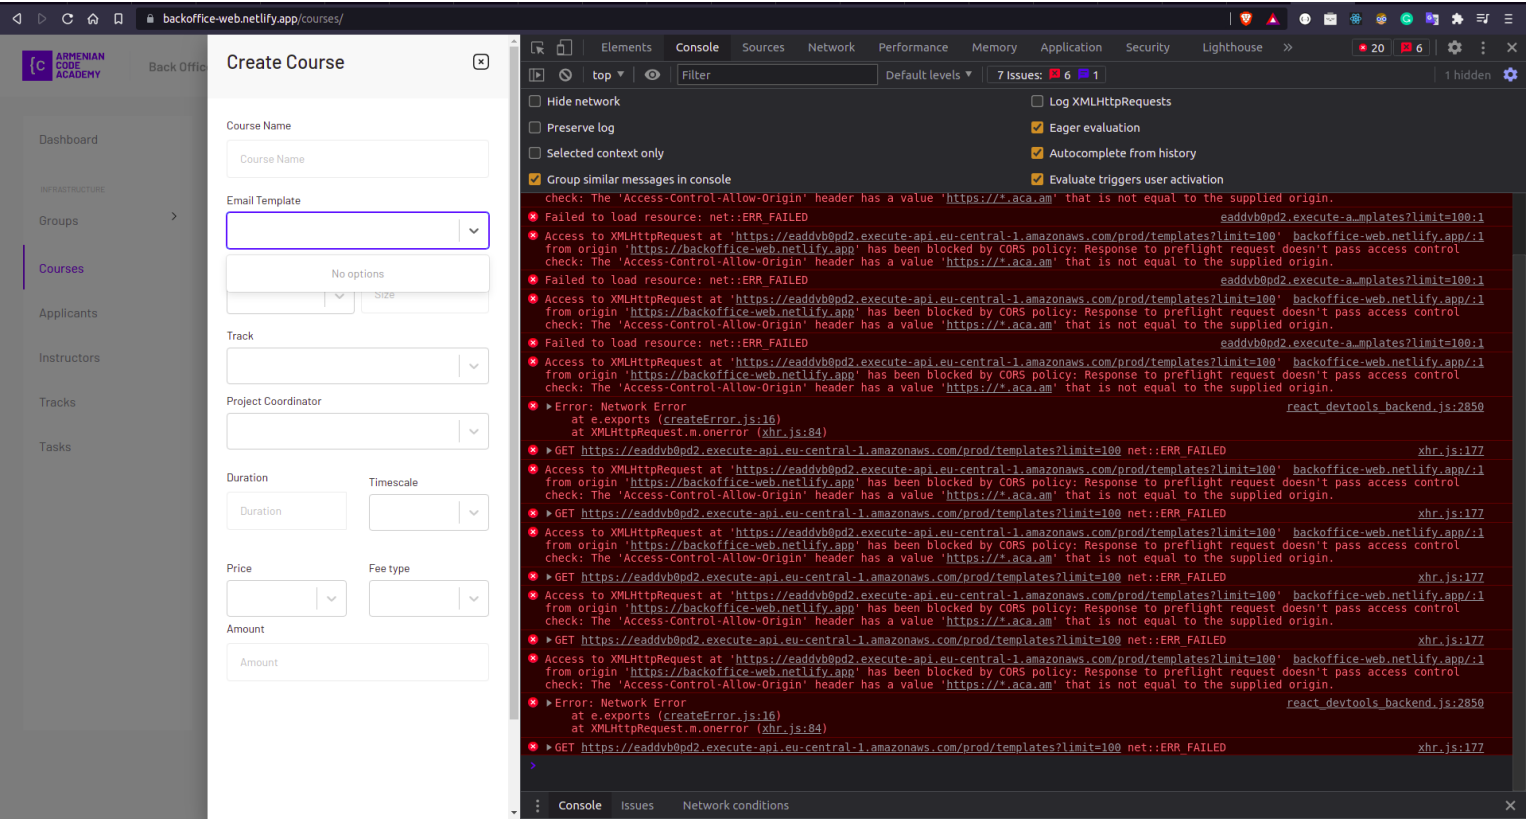 backoffice-web.netlify.app/courses/
{C ARMENIAN
CODE
ACADEMY
Back Offic
Dashboard
INFRASTRUCTURE
Groups
Courses
Applicants
Instructors
Tracks
Tasks
Create Course
Course Name
Course Name
Email Template
No options
Size
Track
Project Coordinator
Duration
Timescale
Duration
Price
Fee type
Amount
Amount
Elements Console Sources Network Performance Memory Application Security Lighthouse » 20 6
top ▼ Filter Default levels ▼ 7 Issues: 6 1 1 hidden
Hide network
Log XMLHttpRequests
Preserve log
Eager evaluation
Selected context only
Autocomplete from history
Group similar messages in console
Evaluate triggers user activation
check: The 'Access-Control-Allow-Origin' header has a value 'https://*.aca.am' that is not equal to the supplied origin.
Failed to load resource: net::ERR_FAILED eaddvb0pd2.execute-a…mplates?limit=100:1
Access to XMLHttpRequest at 'https://eaddvb0pd2.execute-api.eu-central-1.amazonaws.com/prod/templates?limit=100' backoffice-web.netlify.app/:1
from origin 'https://backoffice-web.netlify.app' has been blocked by CORS policy: Response to preflight request doesn't pass access control
check: The 'Access-Control-Allow-Origin' header has a value 'https://*.aca.am' that is not equal to the supplied origin.
Failed to load resource: net::ERR_FAILED eaddvb0pd2.execute-a…mplates?limit=100:1
Access to XMLHttpRequest at 'https://eaddvb0pd2.execute-api.eu-central-1.amazonaws.com/prod/templates?limit=100' backoffice-web.netlify.app/:1
from origin 'https://backoffice-web.netlify.app' has been blocked by CORS policy: Response to preflight request doesn't pass access control
check: The 'Access-Control-Allow-Origin' header has a value 'https://*.aca.am' that is not equal to the supplied origin.
Failed to load resource: net::ERR_FAILED eaddvb0pd2.execute-a…mplates?limit=100:1
Access to XMLHttpRequest at 'https://eaddvb0pd2.execute-api.eu-central-1.amazonaws.com/prod/templates?limit=100' backoffice-web.netlify.app/:1
from origin 'https://backoffice-web.netlify.app' has been blocked by CORS policy: Response to preflight request doesn't pass access control
check: The 'Access-Control-Allow-Origin' header has a value 'https://*.aca.am' that is not equal to the supplied origin.
Error: Network Error react_devtools_backend.js:2850
at e.exports (createError.js:16)
at XMLHttpRequest.m.onerror (xhr.js:84)
GET https://eaddvb0pd2.execute-api.eu-central-1.amazonaws.com/prod/templates?limit=100 net::ERR_FAILED xhr.js:177
Access to XMLHttpRequest at 'https://eaddvb0pd2.execute-api.eu-central-1.amazonaws.com/prod/templates?limit=100' backoffice-web.netlify.app/:1
from origin 'https://backoffice-web.netlify.app' has been blocked by CORS policy: Response to preflight request doesn't pass access control
check: The 'Access-Control-Allow-Origin' header has a value 'https://*.aca.am' that is not equal to the supplied origin.
GET https://eaddvb0pd2.execute-api.eu-central-1.amazonaws.com/prod/templates?limit=100 net::ERR_FAILED xhr.js:177
Access to XMLHttpRequest at 'https://eaddvb0pd2.execute-api.eu-central-1.amazonaws.com/prod/templates?limit=100' backoffice-web.netlify.app/:1
from origin 'https://backoffice-web.netlify.app' has been blocked by CORS policy: Response to preflight request doesn't pass access control
check: The 'Access-Control-Allow-Origin' header has a value 'https://*.aca.am' that is not equal to the supplied origin.
GET https://eaddvb0pd2.execute-api.eu-central-1.amazonaws.com/prod/templates?limit=100 net::ERR_FAILED xhr.js:177
Access to XMLHttpRequest at 'https://eaddvb0pd2.execute-api.eu-central-1.amazonaws.com/prod/templates?limit=100' backoffice-web.netlify.app/:1
from origin 'https://backoffice-web.netlify.app' has been blocked by CORS policy: Response to preflight request doesn't pass access control
check: The 'Access-Control-Allow-Origin' header has a value 'https://*.aca.am' that is not equal to the supplied origin.
GET https://eaddvb0pd2.execute-api.eu-central-1.amazonaws.com/prod/templates?limit=100 net::ERR_FAILED xhr.js:177
Access to XMLHttpRequest at 'https://eaddvb0pd2.execute-api.eu-central-1.amazonaws.com/prod/templates?limit=100' backoffice-web.netlify.app/:1
from origin 'https://backoffice-web.netlify.app' has been blocked by CORS policy: Response to preflight request doesn't pass access control
check: The 'Access-Control-Allow-Origin' header has a value 'https://*.aca.am' that is not equal to the supplied origin.
Error: Network Error react_devtools_backend.js:2850
at e.exports (createError.js:16)
at XMLHttpRequest.m.onerror (xhr.js:84)
GET https://eaddvb0pd2.execute-api.eu-central-1.amazonaws.com/prod/templates?limit=100 net::ERR_FAILED xhr.js:177
Console Issues Network conditions